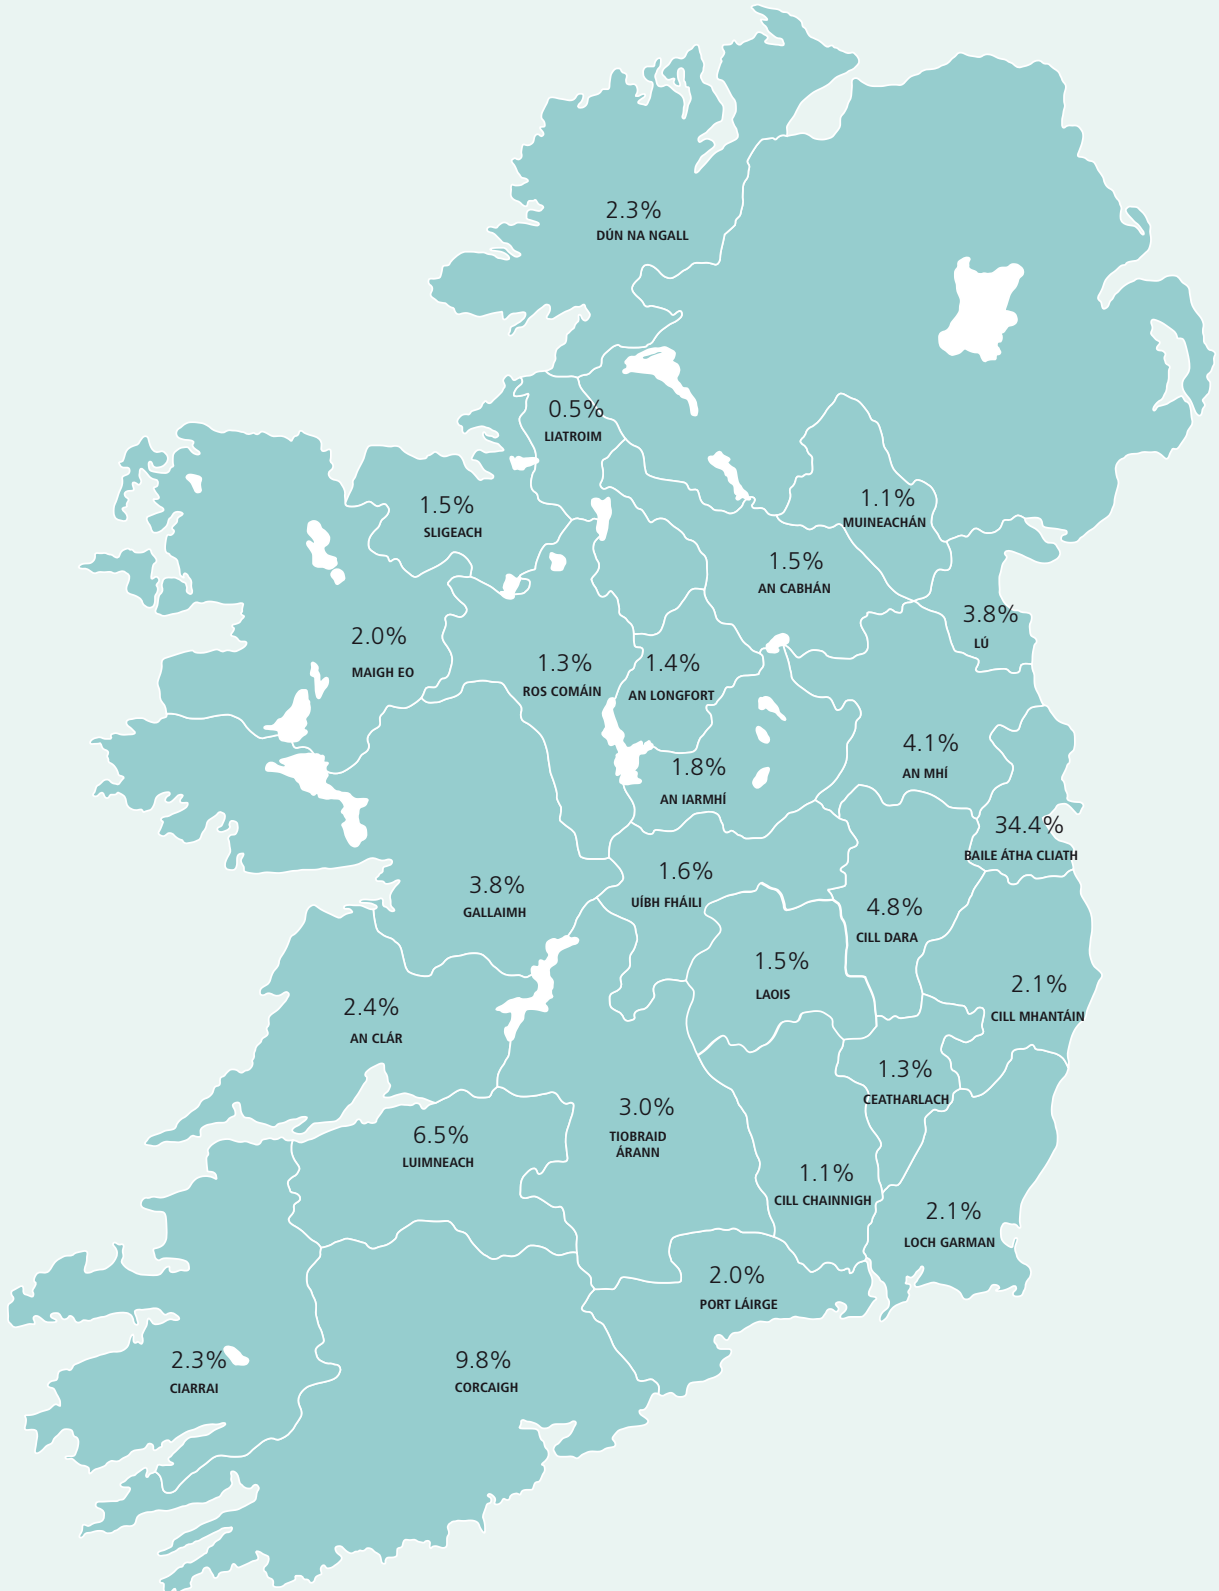 2.3%
DÚN NA NGALL
0.5%
LIATROIM
1.5%
SLIGEACH
1.1%
MUINEACHÁN
1.5%
AN CABHÁN
3.8%
LÚ
2.0%
MAIGH EO
1.3%
ROS COMÁIN
1.4%
AN LONGFORT
4.1%
AN MHÍ
1.8%
AN IARMHÍ
34.4%
BAILE ÁTHA CLIATH
3.8%
GALLAIMH
1.6%
UÍBH FHÁILI
4.8%
CILL DARA
1.5%
LAOIS
2.1%
CILL MHANTÁIN
2.4%
AN CLÁR
1.3%
CEATHARLACH
3.0%
TIOBRAID
ÁRANN
6.5%
LUIMNEACH
1.1%
CILL CHAINNIGH
2.1%
LOCH GARMAN
2.0%
PORT LÁIRGE
2.3%
CIARRAI
9.8%
CORCAIGH